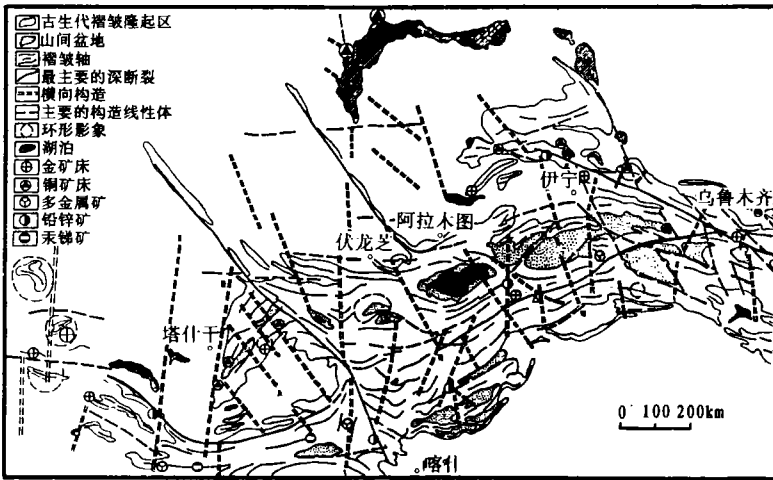 古生代褶皱隆起区
山间盆地
褶皱轴
最主要的深断裂
横向构造
主要的构造线性体
环形影象
湖泊
金矿床
铜矿床
多金属矿
铅锌矿
汞锑矿
伊宁
乌鲁木齐
阿拉木图
伏龙芝
塔什干
0 100 200km
喀什